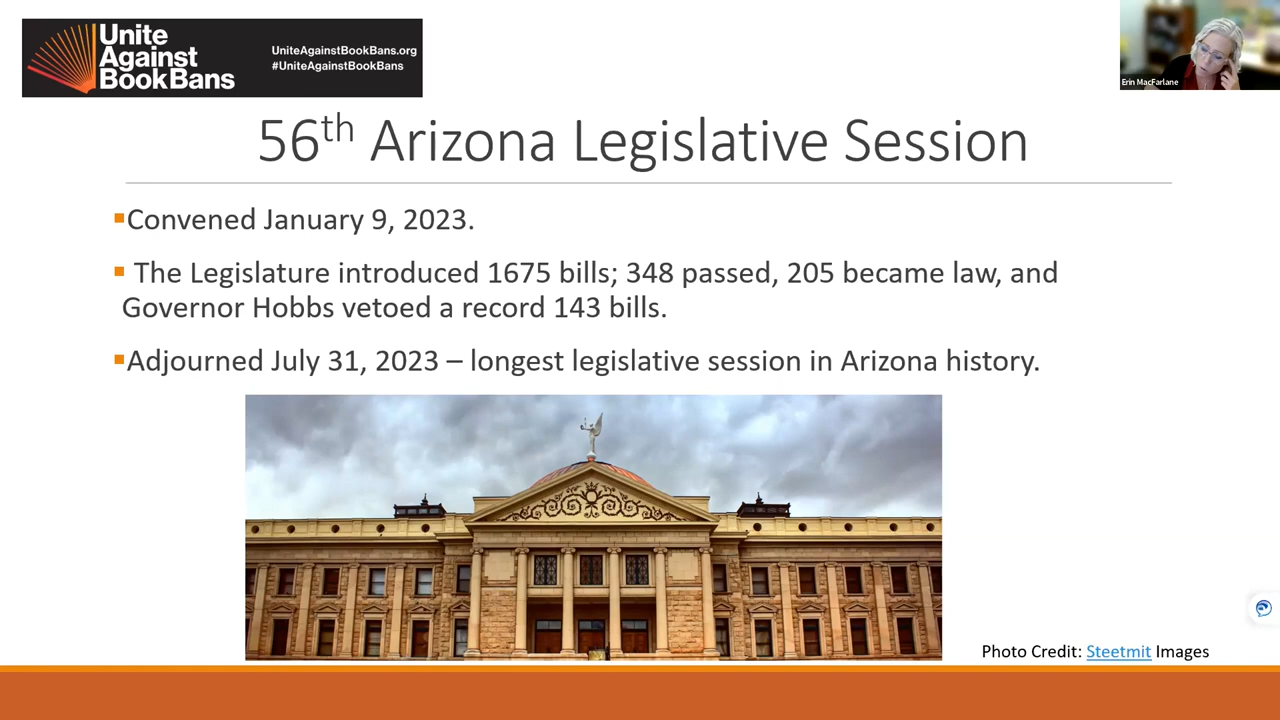 Unite
Against
BookBans
UniteAgainstBookBans.org
#UniteAgainstBookBans
Erin MacFarlane
56th Arizona Legislative Session
Convened January 9, 2023.
The Legislature introduced 1675 bills; 348 passed, 205 became law, and
Governor Hobbs vetoed a record 143 bills.
Adjourned July 31, 2023 – longest legislative session in Arizona history.
Photo Credit: Steetmit Images